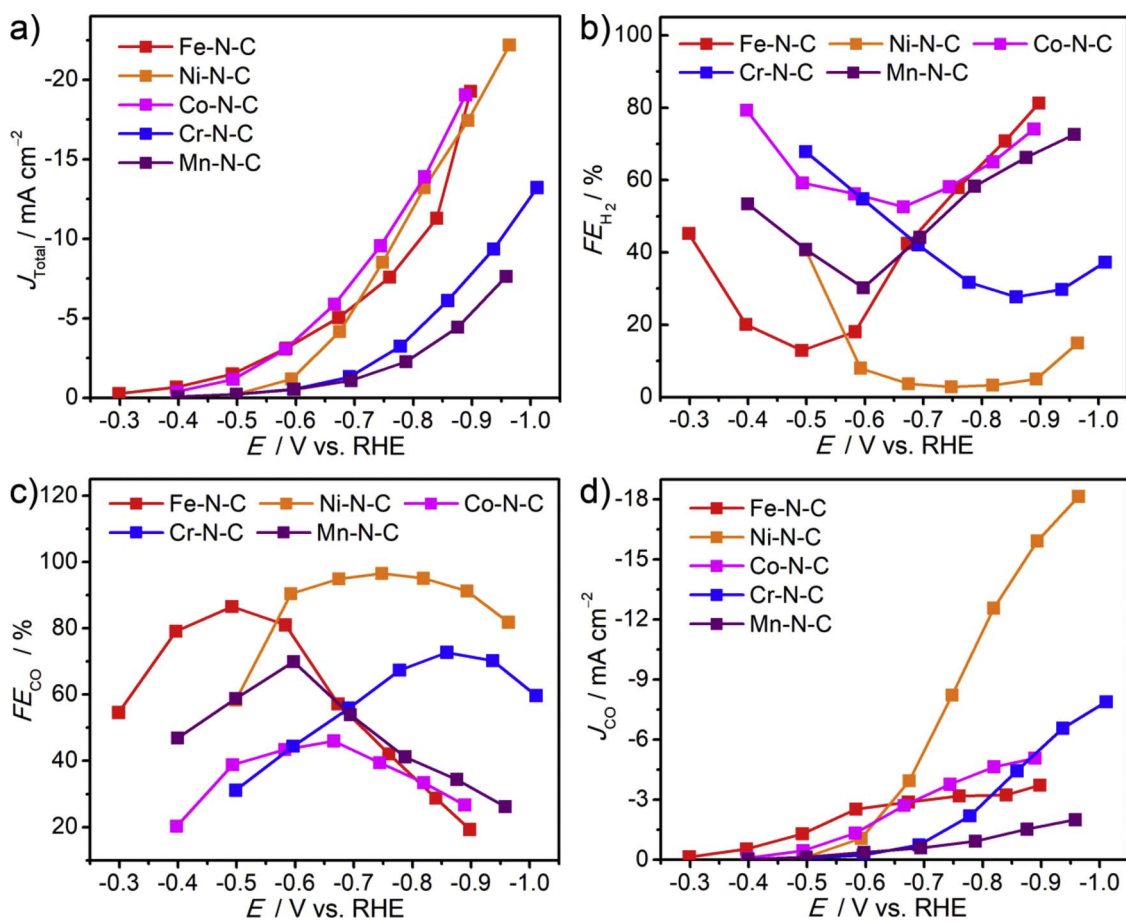 a)
Fe-N-C
Ni-N-C
Co-N-C
Cr-N-C
Mn-N-C
J_Total / mA cm⁻²
-20
-15
-10
-5
0
-0.3 -0.4 -0.5 -0.6 -0.7 -0.8 -0.9 -1.0
E / V vs. RHE
b)
Fe-N-C Ni-N-C Co-N-C
Cr-N-C Mn-N-C
FE_H₂ / %
100
80
60
40
20
0
-0.3 -0.4 -0.5 -0.6 -0.7 -0.8 -0.9 -1.0
E / V vs. RHE
c)
Fe-N-C Ni-N-C Co-N-C
Cr-N-C Mn-N-C
FE_CO / %
120
100
80
60
40
20
-0.3 -0.4 -0.5 -0.6 -0.7 -0.8 -0.9 -1.0
E / V vs. RHE
d)
Fe-N-C
Ni-N-C
Co-N-C
Cr-N-C
Mn-N-C
J_CO / mA cm⁻²
-18
-15
-12
-9
-6
-3
0
-0.3 -0.4 -0.5 -0.6 -0.7 -0.8 -0.9 -1.0
E / V vs. RHE